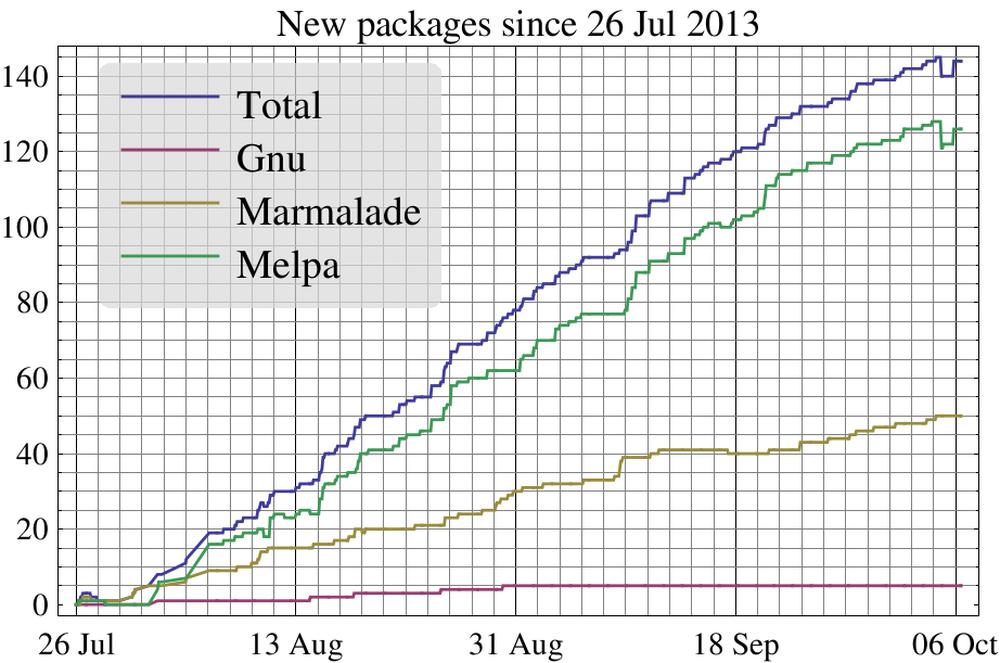 New packages since 26 Jul 2013
Total
Gnu
Marmalade
Melpa
140
120
100
80
60
40
20
0
26 Jul 13 Aug 31 Aug 18 Sep 06 Oct